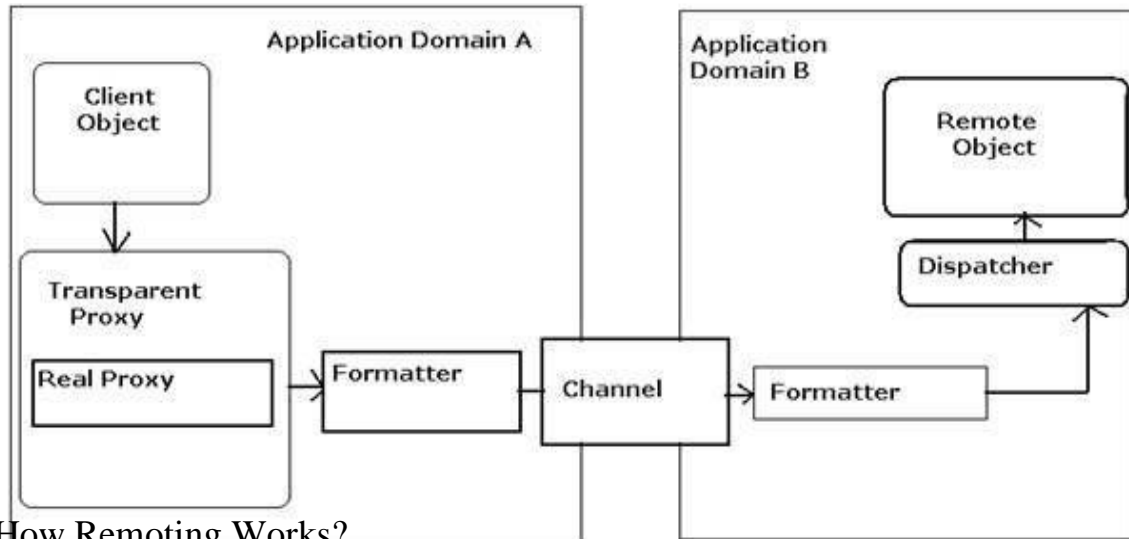 Application Domain A
Client
Object
Transparent
Proxy
Real Proxy
Formatter
Channel
Application
Domain B
Remote
Object
Dispatcher
Formatter
How Remoting Works?